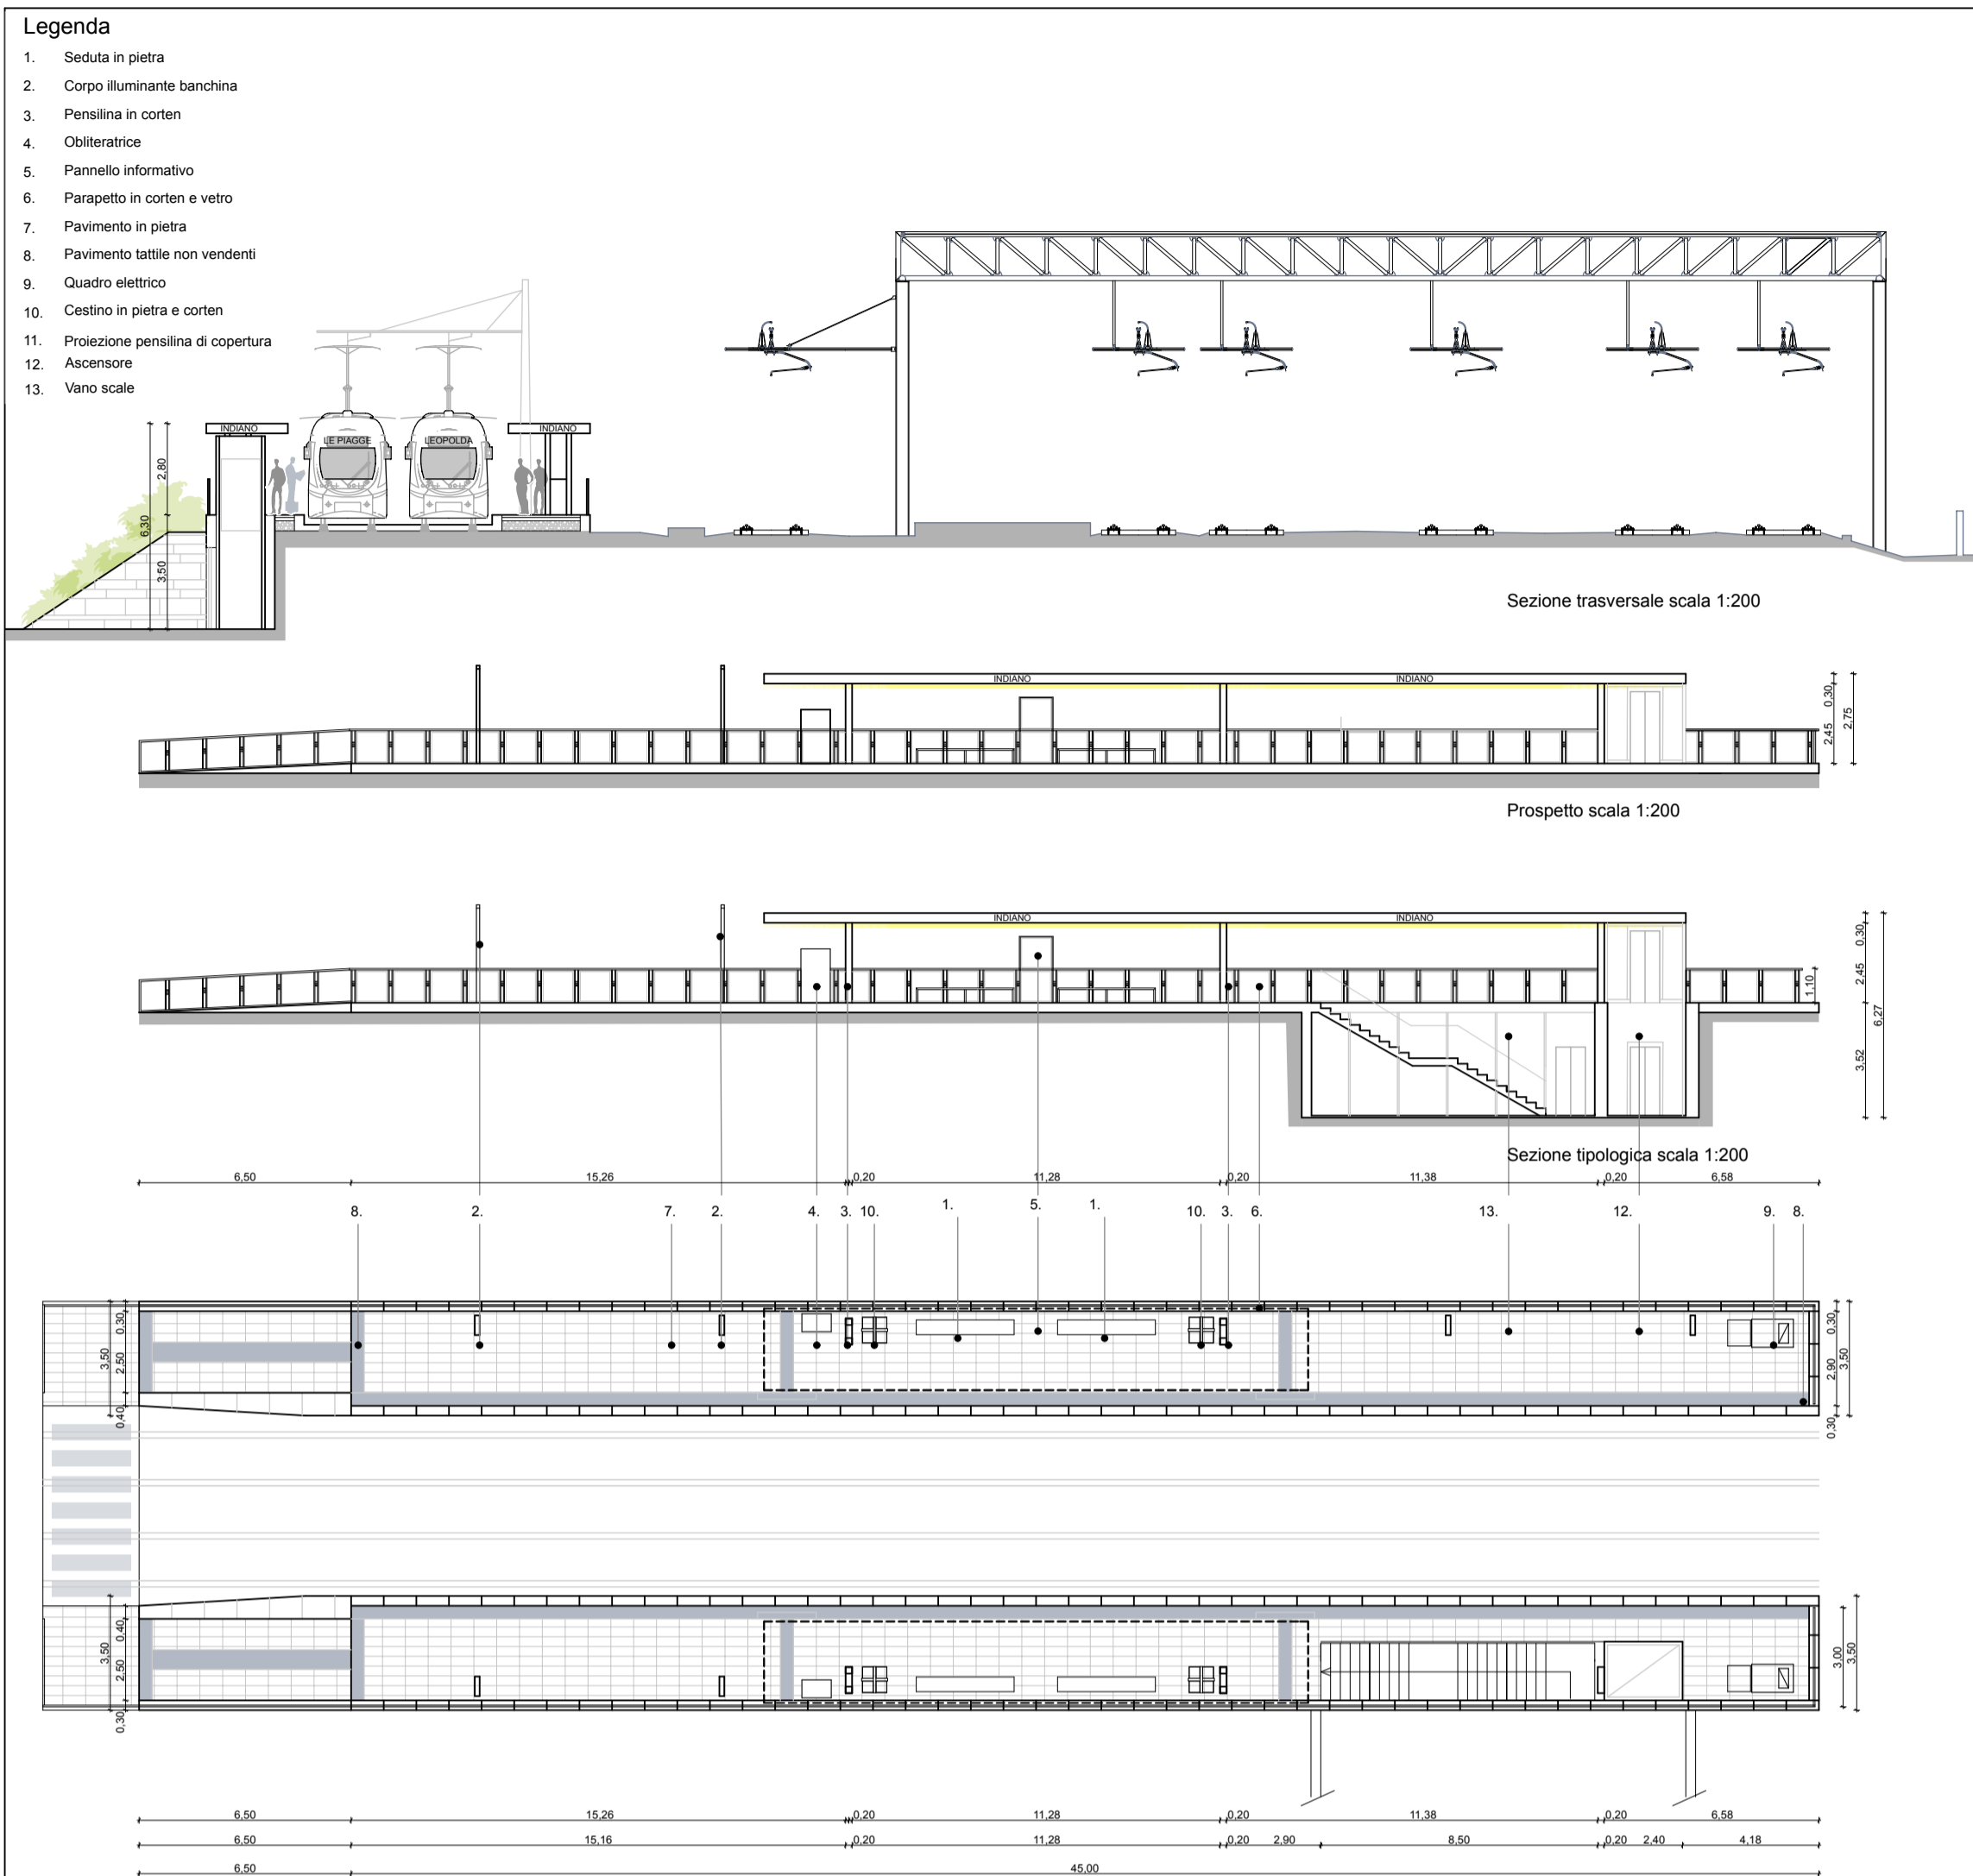 Legenda
1. Seduta in pietra
2. Corpo illuminante banchina
3. Pensilina in corten
4. Obliteratrice
5. Pannello informativo
6. Parapetto in corten e vetro
7. Pavimento in pietra
8. Pavimento tattile non vendenti
9. Quadro elettrico
10. Cestino in pietra e corten
11. Proiezione pensilina di copertura
12. Ascensore
13. Vano scale
INDIANO LE PIAGGE LEOPOLDA INDIANO
2,80
6,30
3,50
Sezione trasversale scala 1:200
INDIANO INDIANO
0,30
2,45
2,75
Prospetto scala 1:200
INDIANO INDIANO
0,30
2,45
1.10
6,27
3,52
Sezione tipologica scala 1:200
6,50 15,26 0,20 11,28 0,20 11,38 0,20 6,58
8. 2. 7. 2. 4. 3. 10. 1. 5. 1. 10. 3. 6. 13. 12. 9. 8.
0,30
3,50
2,50
0,40
0,30
2,90
3,50
0,30
0,40
3,50
2,50
0,30
3,00
3,50
6,50 15,26 0,20 11,28 0,20 11,38 0,20 6,58
6,50 15,16 0,20 11,28 0,20 2,90 8,50 0,20 2,40 4,18
6,50 45,00